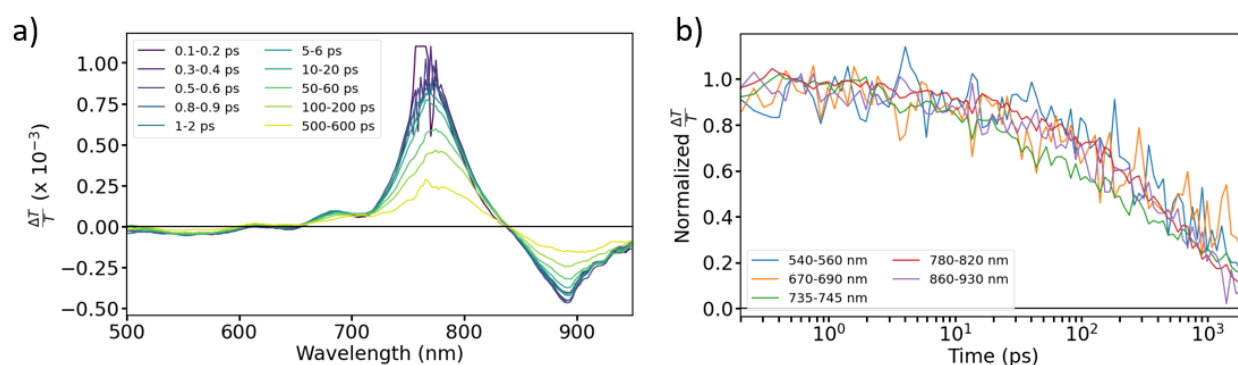 a)
ΔT/T (x 10⁻³)
1.00
0.75
0.50
0.25
0.00
−0.25
−0.50
0.1-0.2 ps
0.3-0.4 ps
0.5-0.6 ps
0.8-0.9 ps
1-2 ps
5-6 ps
10-20 ps
50-60 ps
100-200 ps
500-600 ps
500 600 700 800 900
Wavelength (nm)
b)
Normalized ΔT/T
1.0
0.8
0.6
0.4
0.2
0.0
540-560 nm
670-690 nm
735-745 nm
780-820 nm
860-930 nm
10⁰ 10¹ 10² 10³
Time (ps)